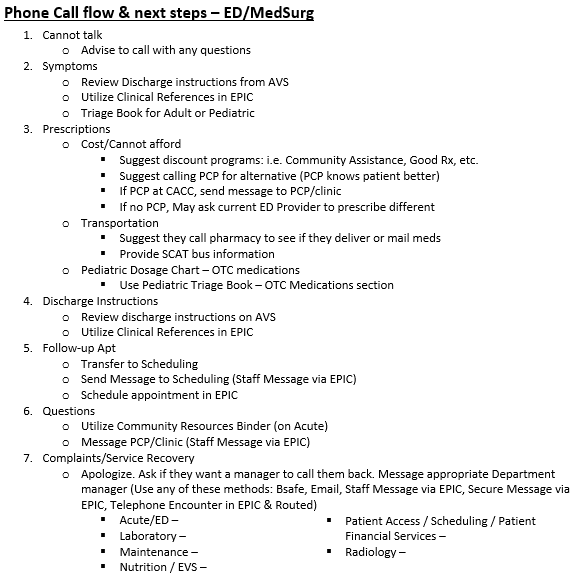 Phone Call flow & next steps – ED/MedSurg
1. Cannot talk
o Advise to call with any questions
2. Symptoms
o Review Discharge instructions from AVS
o Utilize Clinical References in EPIC
o Triage Book for Adult or Pediatric
3. Prescriptions
o Cost/Cannot afford
▪ Suggest discount programs: i.e. Community Assistance, Good Rx, etc.
▪ Suggest calling PCP for alternative (PCP knows patient better)
▪ If PCP at CACC, send message to PCP/clinic
▪ If no PCP, May ask current ED Provider to prescribe different
o Transportation
▪ Suggest they call pharmacy to see if they deliver or mail meds
▪ Provide SCAT bus information
o Pediatric Dosage Chart – OTC medications
▪ Use Pediatric Triage Book – OTC Medications section
4. Discharge Instructions
o Review discharge instructions on AVS
o Utilize Clinical References in EPIC
5. Follow-up Apt
o Transfer to Scheduling
o Send Message to Scheduling (Staff Message via EPIC)
o Schedule appointment in EPIC
6. Questions
o Utilize Community Resources Binder (on Acute)
o Message PCP/Clinic (Staff Message via EPIC)
7. Complaints/Service Recovery
o Apologize. Ask if they want a manager to call them back. Message appropriate Department
manager (Use any of these methods: Bsafe, Email, Staff Message via EPIC, Secure Message via
EPIC, Telephone Encounter in EPIC & Routed)
▪ Acute/ED –
▪ Laboratory –
▪ Maintenance –
▪ Nutrition / EVS –
▪ Patient Access / Scheduling / Patient
Financial Services –
▪ Radiology –